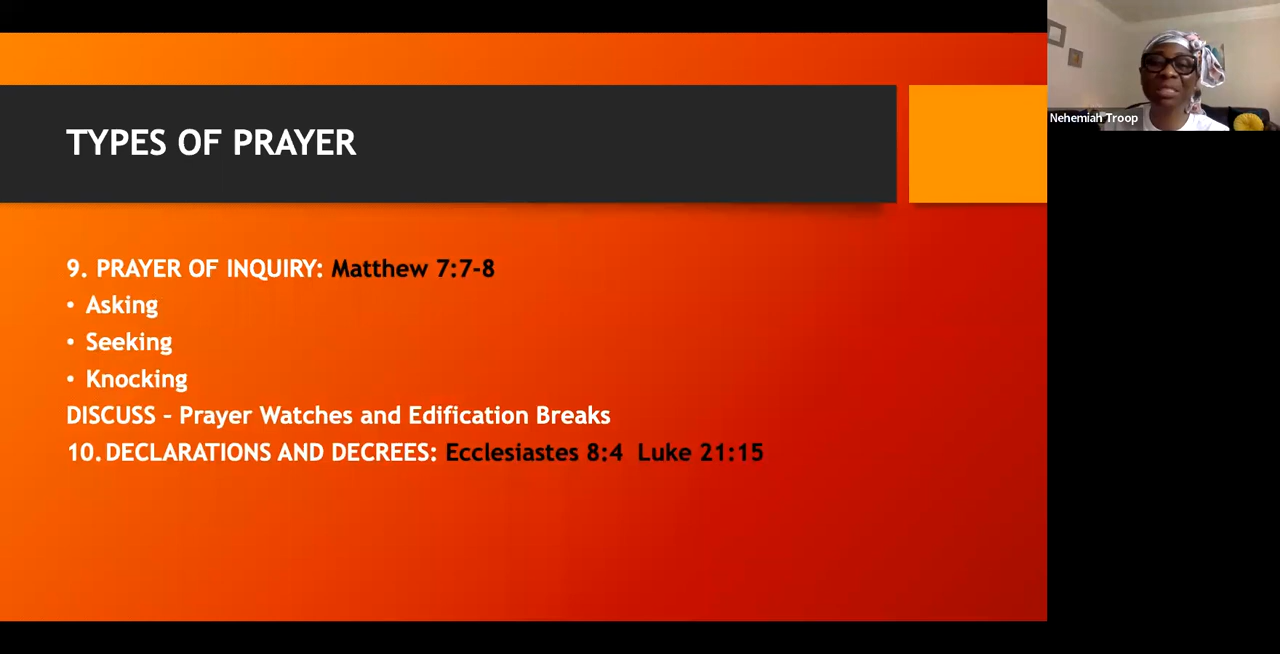 TYPES OF PRAYER
Nehemiah Troop
9. PRAYER OF INQUIRY: Matthew 7:7-8
• Asking
• Seeking
• Knocking
DISCUSS – Prayer Watches and Edification Breaks
10. DECLARATIONS AND DECREES: Ecclesiastes 8:4 Luke 21:15